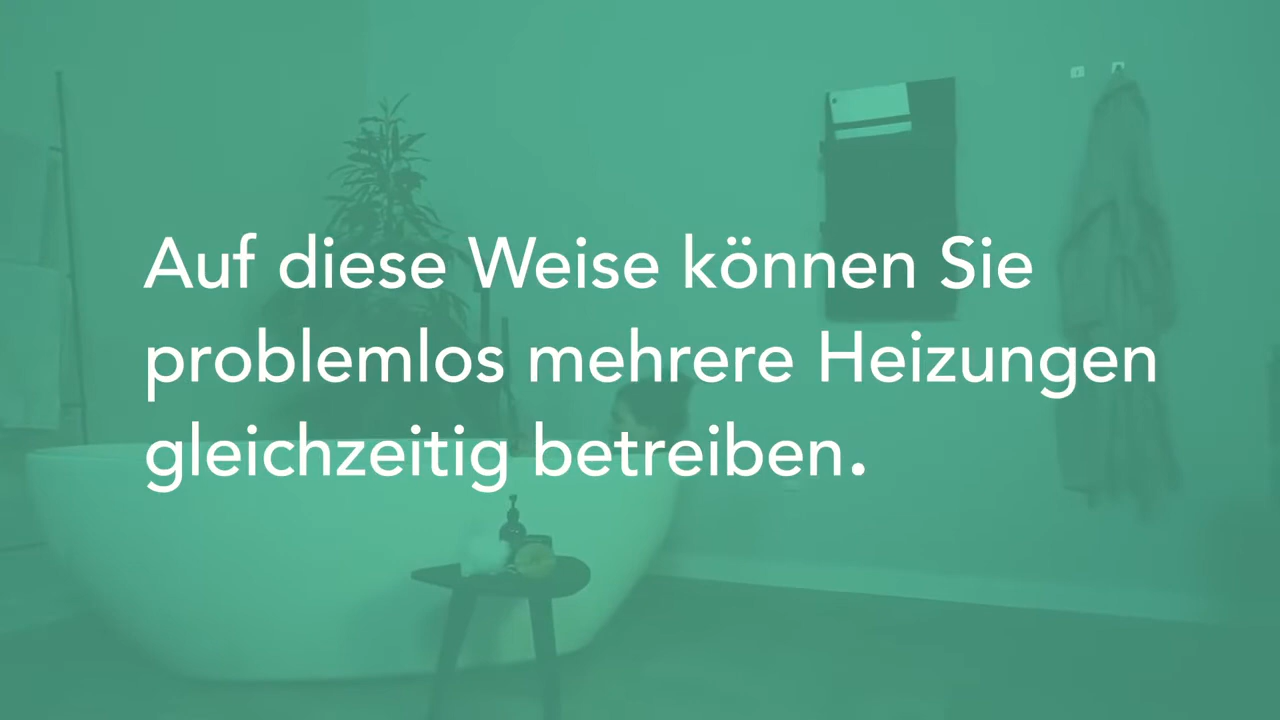 Auf diese Weise können Sie
problemlos mehrere Heizungen
gleichzeitig betreiben.